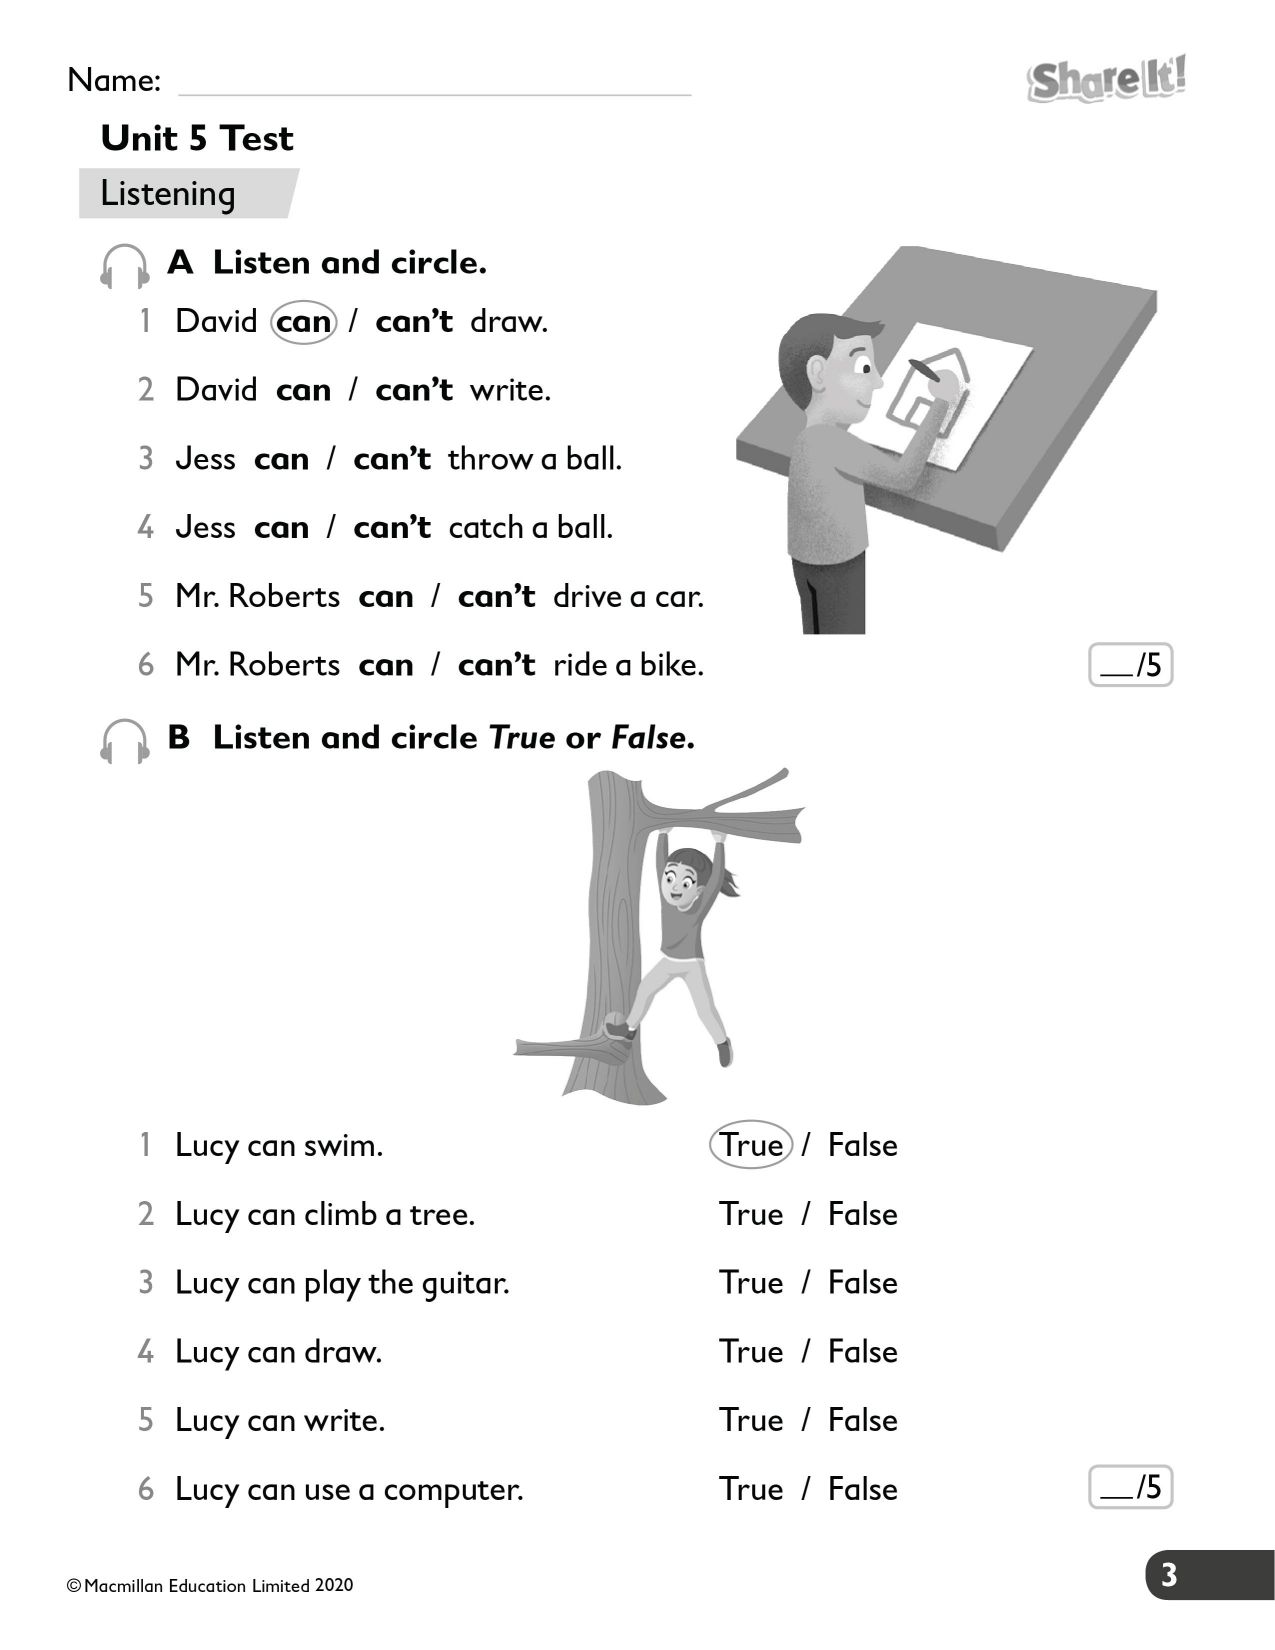 Name:
Share It!
Unit 5 Test
Listening
A Listen and circle.
1 David can / can't draw.
2 David can / can't write.
3 Jess can / can't throw a ball.
4 Jess can / can't catch a ball.
5 Mr. Roberts can / can't drive a car.
6 Mr. Roberts can / can't ride a bike.
__/5
B Listen and circle True or False.
1 Lucy can swim. True / False
2 Lucy can climb a tree. True / False
3 Lucy can play the guitar. True / False
4 Lucy can draw. True / False
5 Lucy can write. True / False
6 Lucy can use a computer. True / False
__/5
© Macmillan Education Limited 2020
3